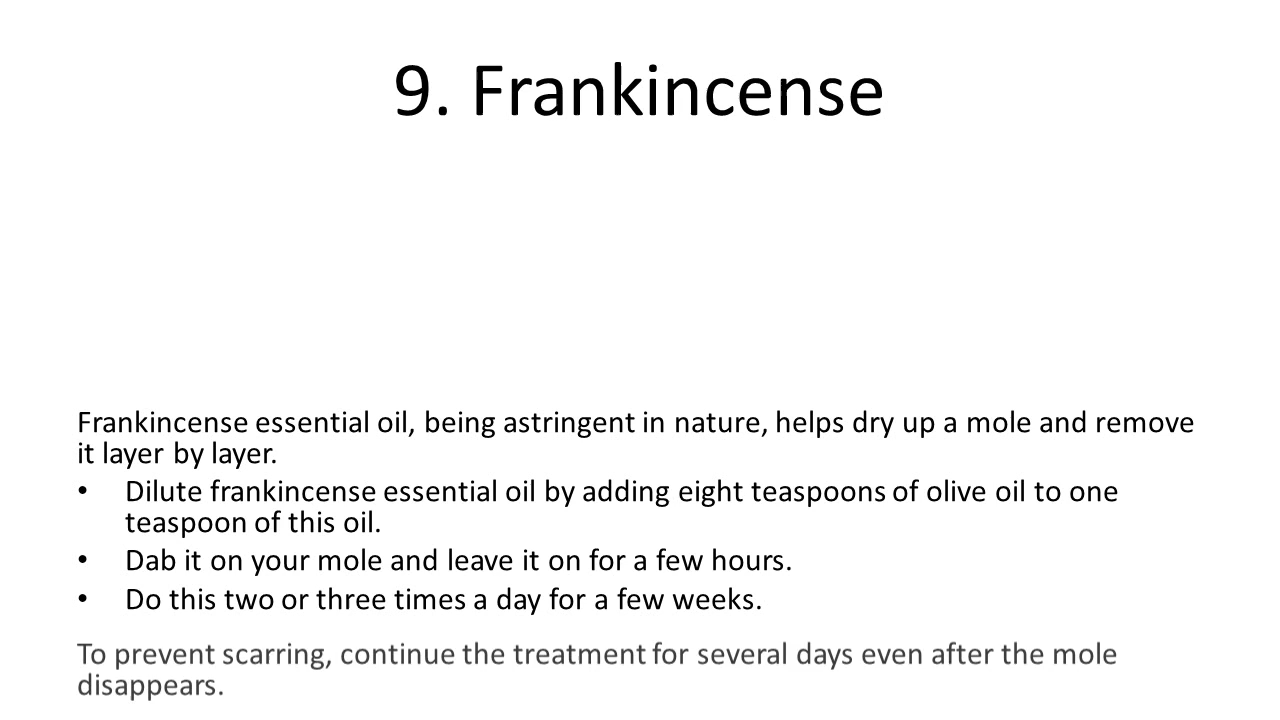 9. Frankincense
Frankincense essential oil, being astringent in nature, helps dry up a mole and remove
it layer by layer.
• Dilute frankincense essential oil by adding eight teaspoons of olive oil to one
teaspoon of this oil.
• Dab it on your mole and leave it on for a few hours.
• Do this two or three times a day for a few weeks.
To prevent scarring, continue the treatment for several days even after the mole
disappears.